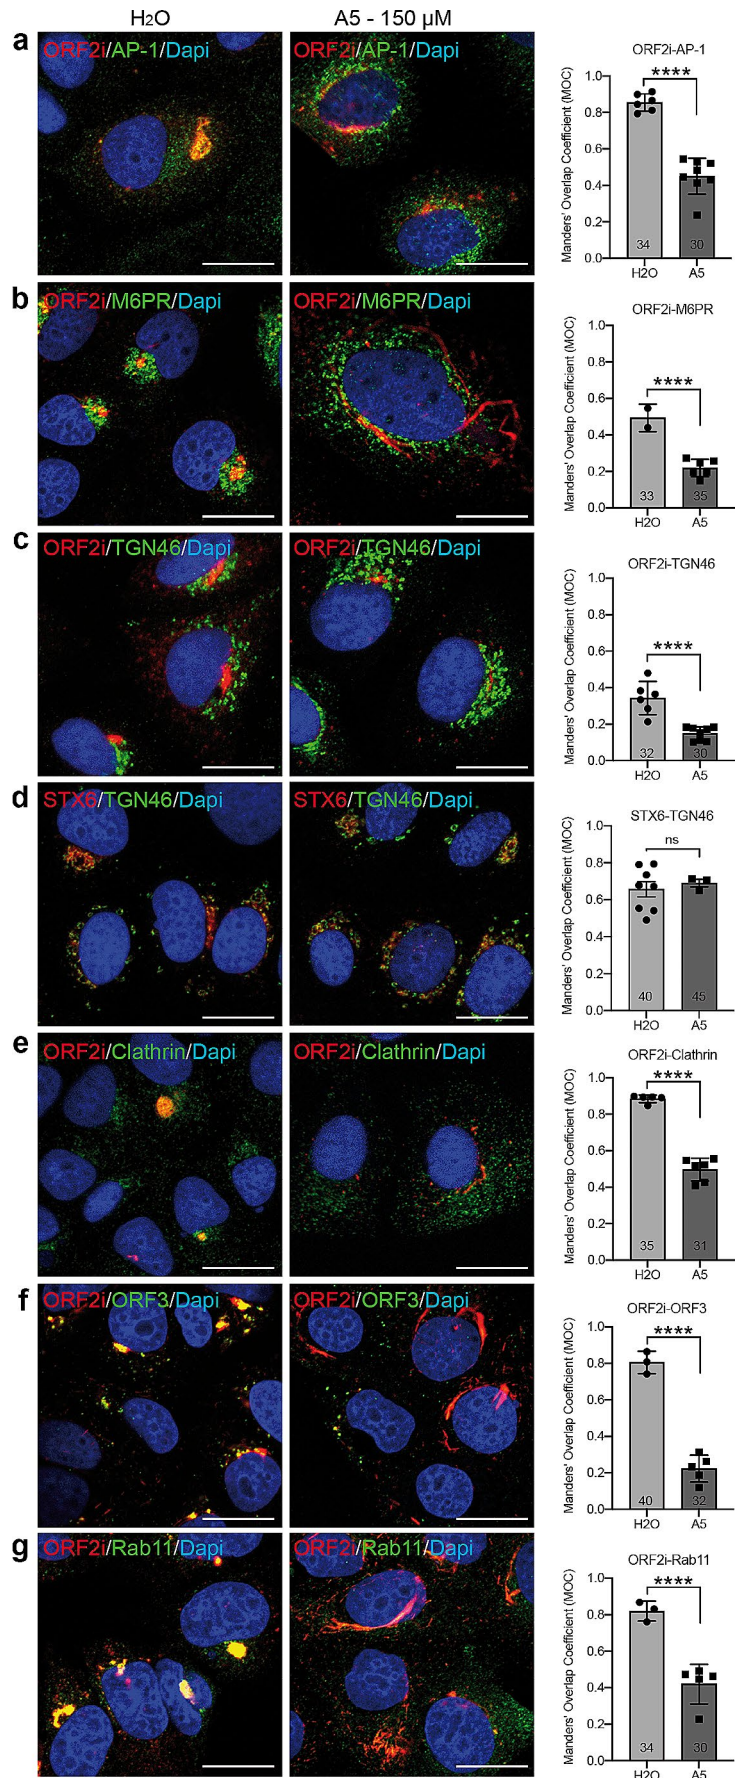 H2O
A5 - 150 µM
a
ORF2i/AP-1/Dapi
ORF2i/AP-1/Dapi
ORF2i-AP-1
Manders' Overlap Coefficient (MOC)
1.0
0.8
0.6
0.4
0.2
0.0
****
34
30
H2O
A5
b
ORF2i/M6PR/Dapi
ORF2i/M6PR/Dapi
ORF2i-M6PR
Manders' Overlap Coefficient (MOC)
1.0
0.8
0.6
0.4
0.2
0.0
****
33
35
H2O
A5
c
ORF2i/TGN46/Dapi
ORF2i/TGN46/Dapi
ORF2i-TGN46
Manders' Overlap Coefficient (MOC)
1.0
0.8
0.6
0.4
0.2
0.0
****
32
30
H2O
A5
d
STX6/TGN46/Dapi
STX6/TGN46/Dapi
STX6-TGN46
Manders' Overlap Coefficient (MOC)
1.0
0.8
0.6
0.4
0.2
0.0
ns
40
45
H2O
A5
e
ORF2i/Clathrin/Dapi
ORF2i/Clathrin/Dapi
ORF2i-Clathrin
Manders' Overlap Coefficient (MOC)
1.0
0.8
0.6
0.4
0.2
0.0
****
35
31
H2O
A5
f
ORF2i/ORF3/Dapi
ORF2i/ORF3/Dapi
ORF2i-ORF3
Manders' Overlap Coefficient (MOC)
1.0
0.8
0.6
0.4
0.2
0.0
****
40
32
H2O
A5
g
ORF2i/Rab11/Dapi
ORF2i/Rab11/Dapi
ORF2i-Rab11
Manders' Overlap Coefficient (MOC)
1.0
0.8
0.6
0.4
0.2
0.0
****
34
30
H2O
A5